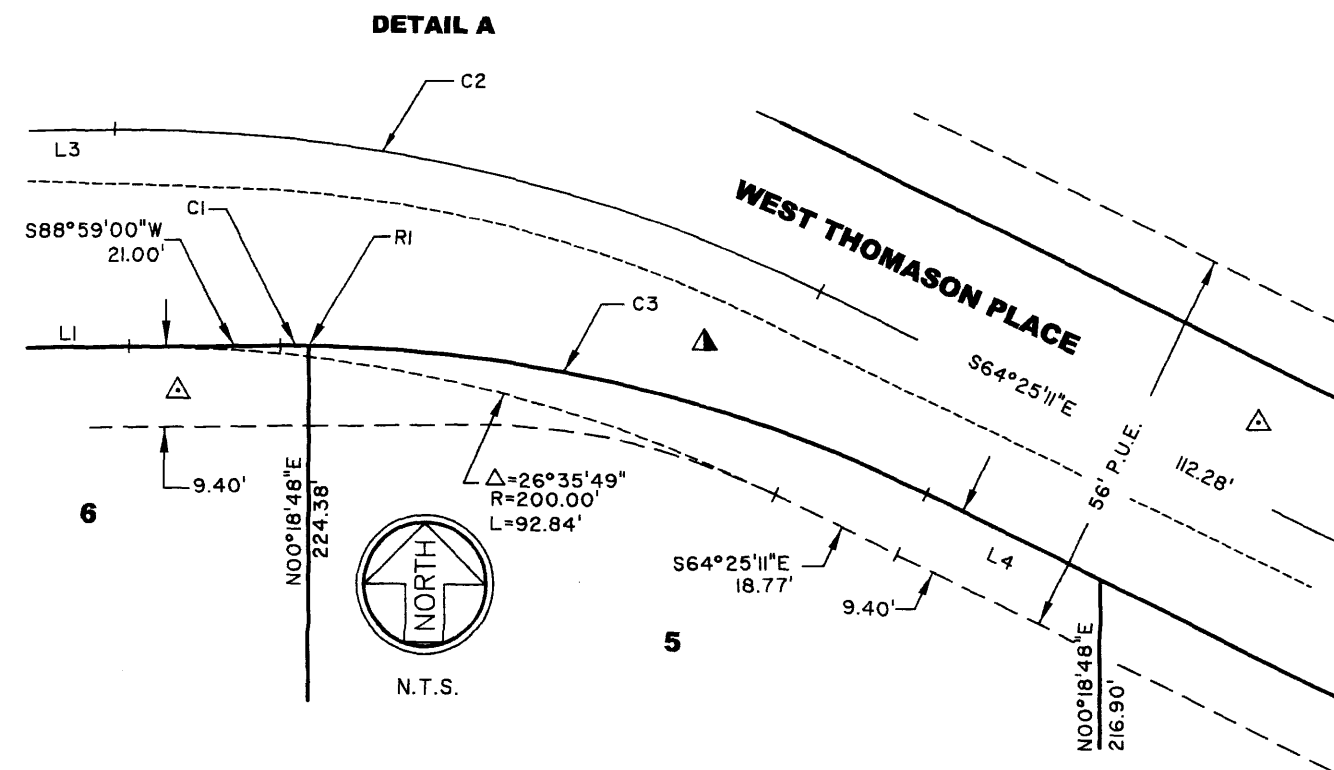 DETAIL A
C2
L3
C1
S88°59'00"W
21.00'
R1
WEST THOMASON PLACE
L1
C3
S64°25'11"E
112.28'
56' P.U.E.
9.40'
6
N00°18'48"E
224.38'
△=26°35'49"
R=200.00'
L=92.84'
NORTH
N.T.S.
S64°25'11"E
18.77'
L4
9.40'
5
N00°18'48"E
216.90'